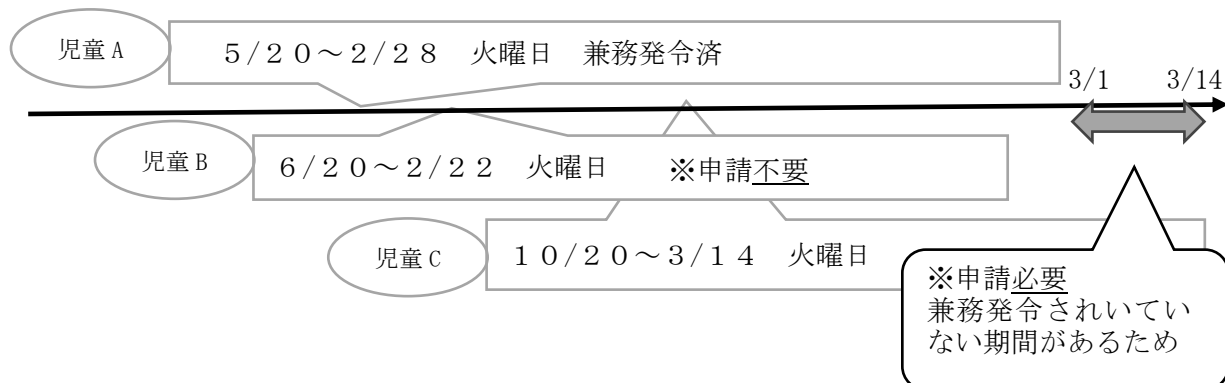 児童A
５/２０～２/２８　火曜日　兼務発令済
3/1
3/14
児童B
６/２０～２/２２　火曜日　※申請不要
児童C
１０/２０～３/１４　火曜日
※申請必要
兼務発令されいてい
ない期間があるため